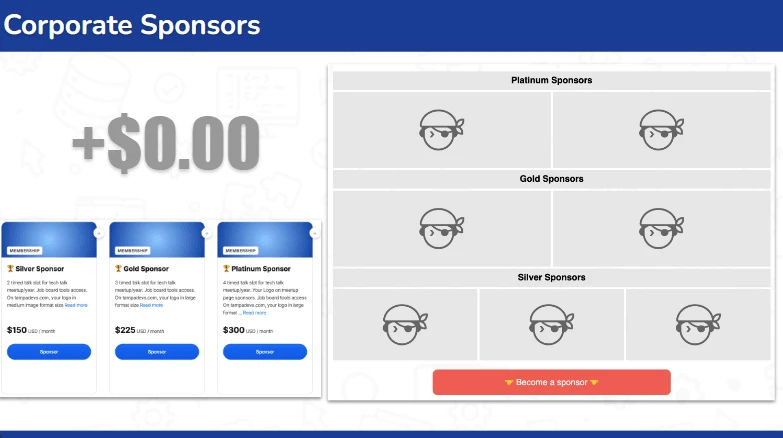 Corporate Sponsors
+$0.00
MEMBERSHIP
🏆 Silver Sponsor
2 timed talk slot for tech talk
meetup/year. Job board tools access.
On tampadevs.com, your logo in
medium image format size Read more
$150 USD / month
Sponsor
MEMBERSHIP
🏆 Gold Sponsor
3 timed talk slot for tech talk
meetup/year. Job board tools access.
On tampadevs.com, your logo in large
format size Read more
$225 USD / month
Sponsor
MEMBERSHIP
🏆 Platinum Sponsor
4 timed talk slot for tech talk
meetup/year. Your Logo on meetup
page sponsors. Job board tools access
On tampadevs.com, your logo in large
format ... Read more
$300 USD / month
Sponsor
Platinum Sponsors
Gold Sponsors
Silver Sponsors
🤝 Become a sponsor 🤝